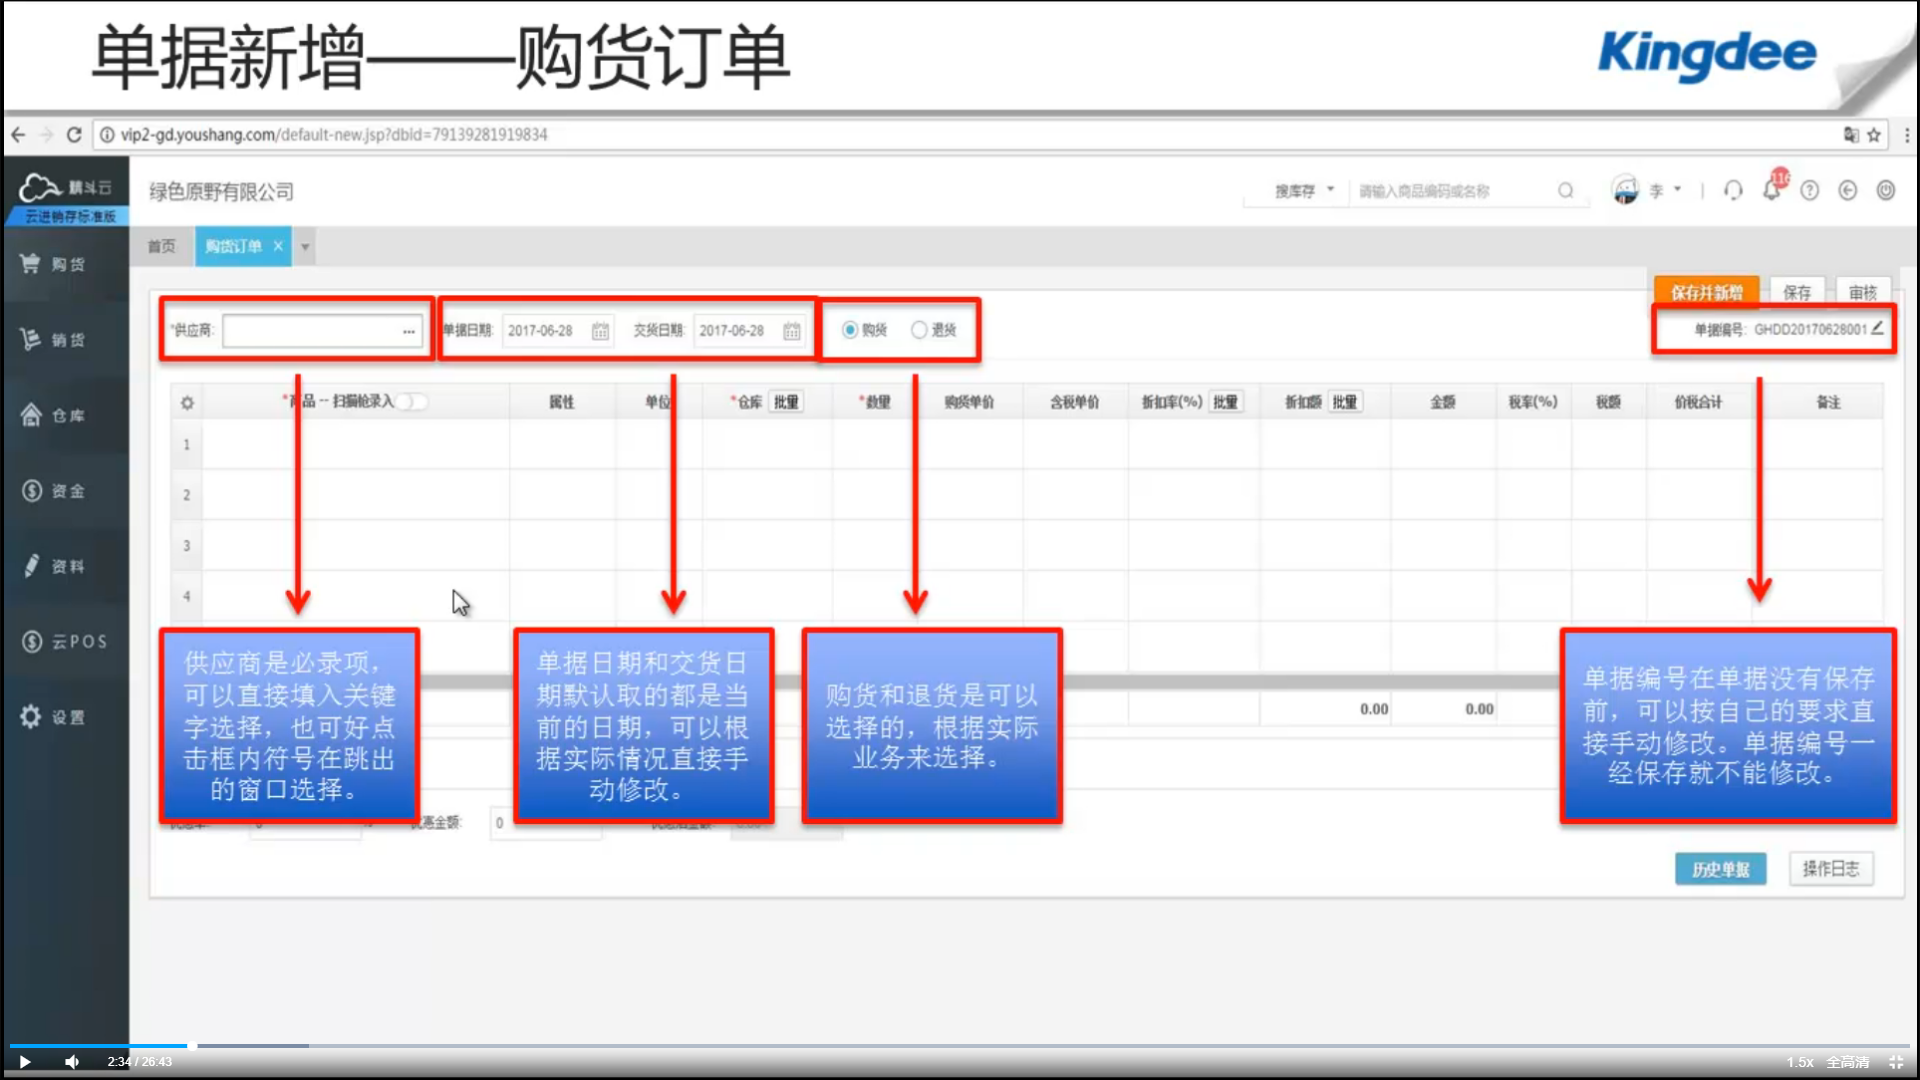 单据新增——购货订单
Kingdee
vip2-gd.youshang.com/default-new.jsp?dbId=79139281919834
精斗云
云进销存标准版
绿色原野有限公司
搜库存
请输入商品编码或名称
李
116
首页
购货订单
购货
销货
仓库
资金
资料
云POS
设置
保存并新增
保存
审核
*供应商:
...
单据日期:
2017-06-28
交货日期:
2017-06-28
购货
退货
单据编号:
GHDD20170628001
*商品 -- 扫描枪录入
属性
单位
*仓库 批量
*数量
购货单价
含税单价
折扣率(%) 批量
折扣额 批量
金额
税率(%)
税额
价税合计
备注
1
2
3
4
供应商是必录项，
可以直接填入关键
字选择，也可好点
击框内符号在跳出
的窗口选择。
单据日期和交货日
期默认取的都是当
前的日期，可以根
据实际情况直接手
动修改。
购货和退货是可以
选择的，根据实际
业务来选择。
单据编号在单据没有保存
前，可以按自己的要求直
接手动修改。单据编号一
经保存就不能修改。
0.00
0.00
优惠金额:
0
历史单据
操作日志
2:34 / 26:43
1.5x
全高清